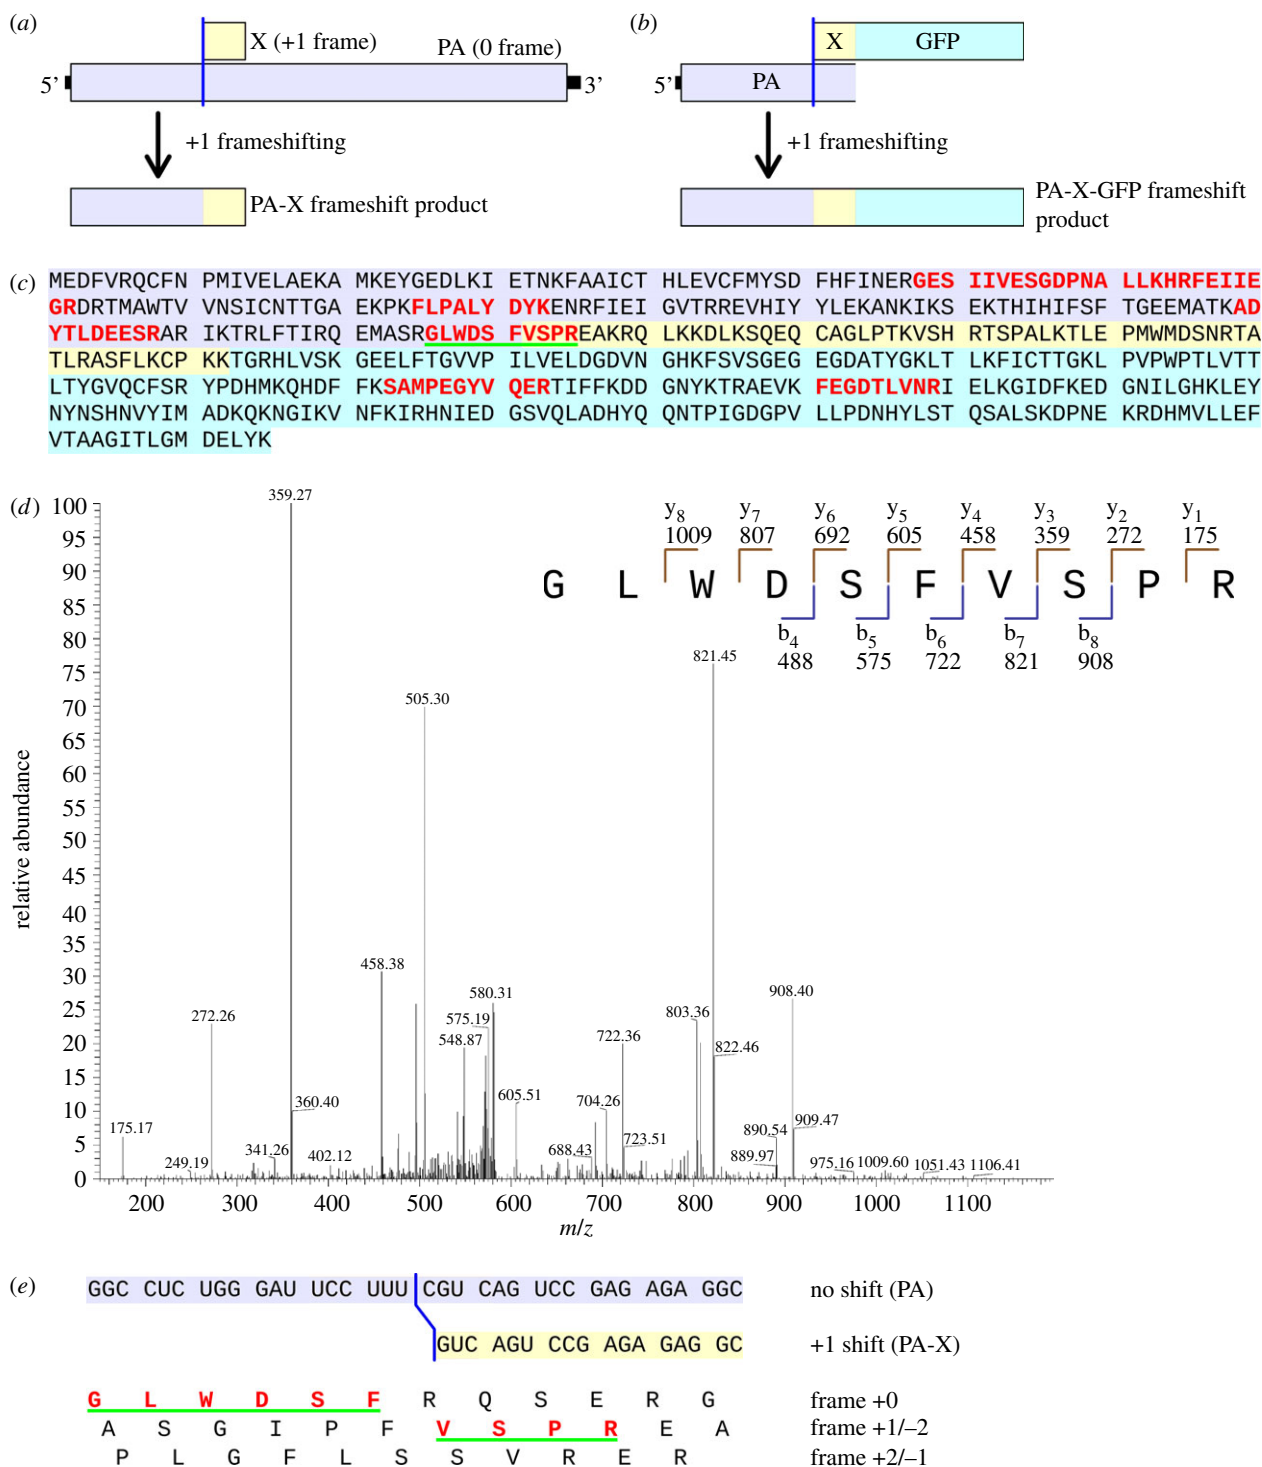 (a)
X (+1 frame)
PA (0 frame)
5’
3’
+1 frameshifting
PA-X frameshift product
(b)
X
GFP
5’
PA
+1 frameshifting
PA-X-GFP frameshift
product
(c)
MEDFVRQCFN PMIVELAEKA MKEYGEDLKI ETNKFAAICT HLEVCFMYSD FHFINERGES IIVESGDPNA LLKHRFEIIE
GRDRTMAWTV VNSICNTTGA EKPKFLPALY DYKENRFIEI GVTRREVHIY YLEKANKIKS EKTHIHIFSF TGEEMATKAD
YTLDEESRAR IKTRLFTIRQ EMASRGLWDS FVSPREAKRQ LKKDLKSQEQ CAGLPTKVSH RTSPALKTLE PMWMDSNRTA
TLRASFLKCP KKTGRHLVSK GEELFTGVVP ILVELDGDVN GHKFSVSGEG EGDATYGKLT LKFICTTGKL PVPWPTLVTT
LTYGVQCFSR YPDHMKQHDF FKSAMPEGYV QERTIFFKDD GNYKTRAEVK FEGDTLVNRI ELKGIDFKED GNILGHKLEY
NYNSHNVYIM ADKQKNGIKV NFKIRHNIED GSVQLADHYQ QNTPIGDGPV LLPDNHYLST QSALSKDPNE KRDHMVLLEF
VTAAGITLGM DELYK
(d)
relative abundance
100
95
90
85
80
75
70
65
60
55
50
45
40
35
30
25
20
15
10
5
0
359.27
y8 y7 y6 y5 y4 y3 y2 y1
1009 807 692 605 458 359 272 175
G L W D S F V S P R
b4 b5 b6 b7 b8
488 575 722 821 908
821.45
505.30
458.38
272.26
580.31
575.19
548.87
803.36
908.40
722.36
822.46
605.51
704.26
360.40
175.17
249.19
341.26
402.12
688.43
723.51
890.54
909.47
889.97
975.16
1009.60
1051.43
1106.41
200 300 400 500 600 700 800 900 1000 1100
m/z
(e)
GGC CUC UGG GAU UCC UUU CGU CAG UCC GAG AGA GGC no shift (PA)
GUC AGU CCG AGA GAG GC +1 shift (PA-X)
G L W D S F R Q S E R G frame +0
A S G I P F V S P R E A frame +1/–2
P L G F L S S V R E R frame +2/–1